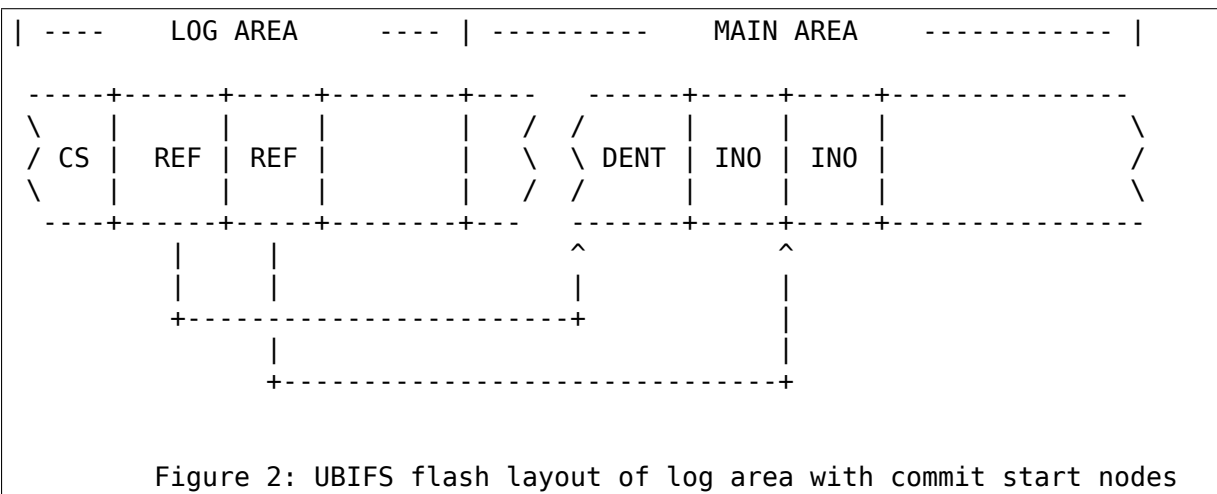 | ----    LOG AREA     ---- | ----------    MAIN AREA    ------------ |
 -----+------+-----+--------+----   ------+-----+-----+---------------
 \    |      |     |        |   /  /      |     |     |               \
 / CS |  REF | REF |        |   \  \ DENT | INO | INO |               /
 \    |      |     |        |   /  /      |     |     |               \
  ----+------+-----+--------+---   -------+-----+-----+----------------
          |     |                  ^            ^
          |     |                  |            |
          +------------------------+            |
                |                               |
                +-------------------------------+
         Figure 2: UBIFS flash layout of log area with commit start nodes